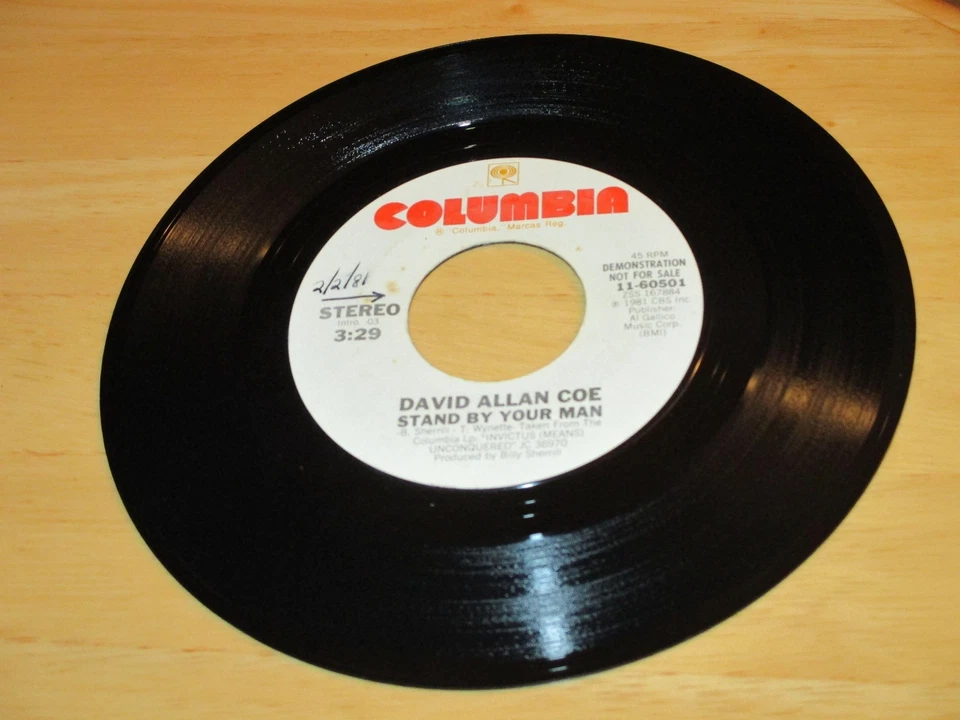 COLUMBIA
® "Columbia," Marcas Reg.
2/2/81
STEREO
Intro. :03
3:29
45 RPM
DEMONSTRATION
NOT FOR SALE
11-60501
ZSS 167884
℗ 1981 CBS Inc.
Publisher:
Al Gallico
Music Corp.
(BMI)
DAVID ALLAN COE
STAND BY YOUR MAN
-B. Sherrill - T. Wynette- Taken From The
Columbia Lp: "INVICTUS (MEANS)
UNCONQUERED" JC 36970
Produced by Billy Sherrill